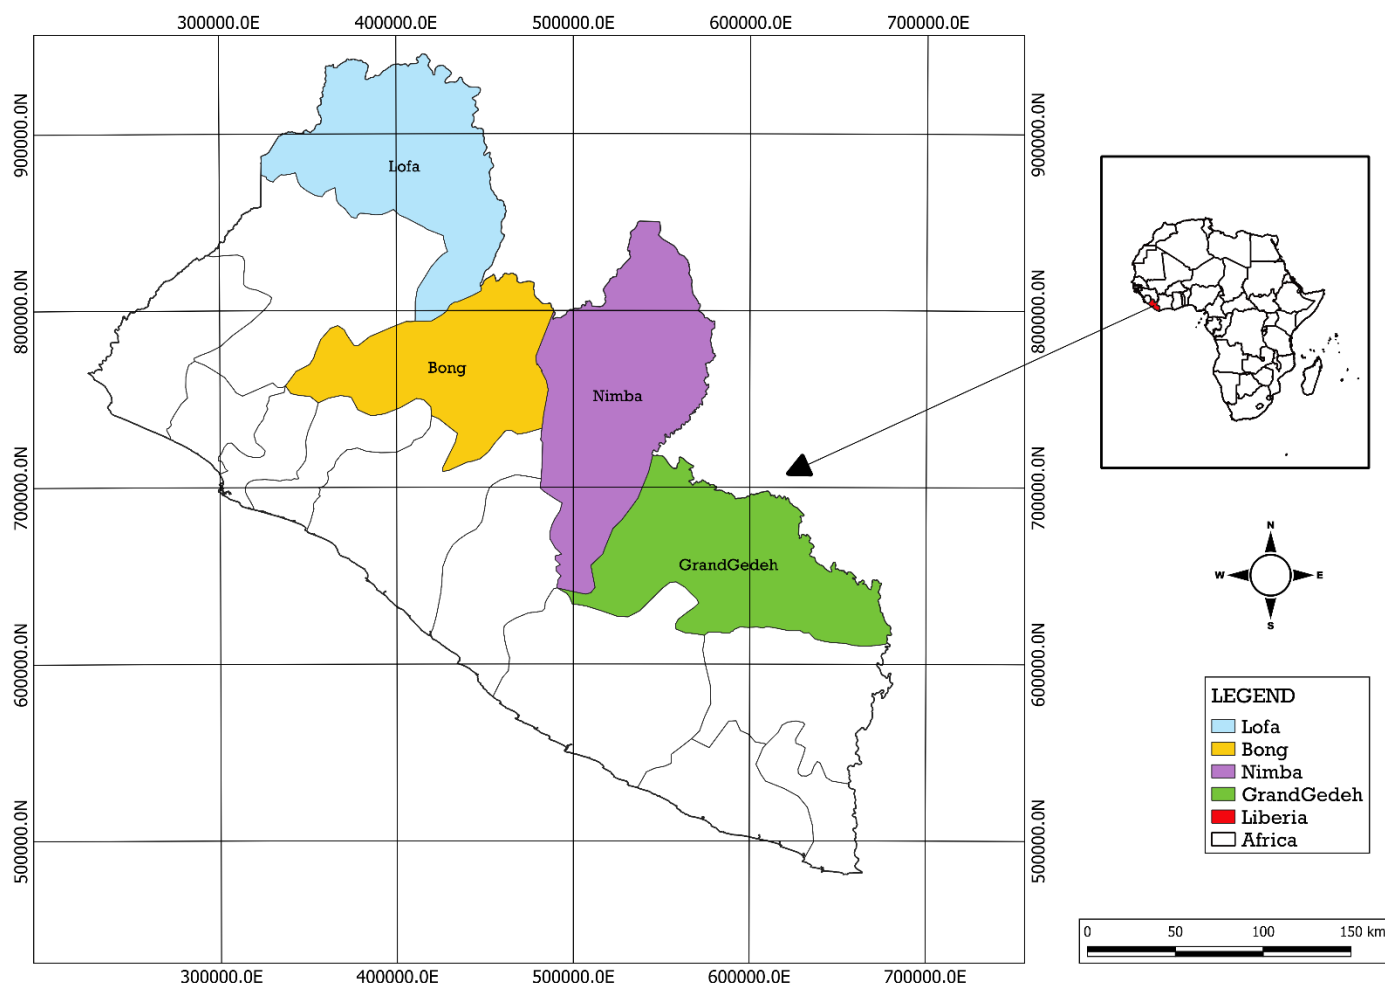 300000.0E 400000.0E 500000.0E 600000.0E 700000.0E
900000.0N
900000.0N
800000.0N
800000.0N
700000.0N
700000.0N
600000.0N
600000.0N
500000.0N
500000.0N
Lofa
Bong
Nimba
GrandGedeh
300000.0E 400000.0E 500000.0E 600000.0E 700000.0E
N
W E
S
LEGEND
Lofa
Bong
Nimba
GrandGedeh
Liberia
Africa
0 50 100 150 km